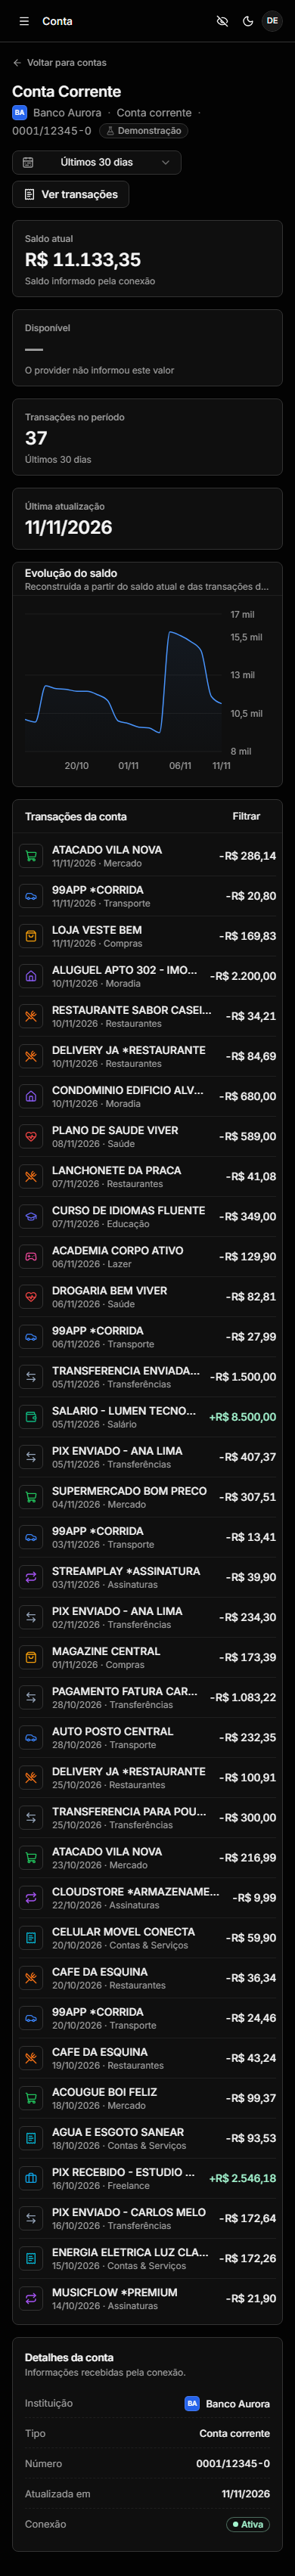 Conta
DE
Voltar para contas
Conta Corrente
BA Banco Aurora · Conta corrente ·
0001/12345-0 Demonstração
Últimos 30 dias
Ver transações
Saldo atual
R$ 11.133,35
Saldo informado pela conexão
Disponível
—
O provider não informou este valor
Transações no período
37
Últimos 30 dias
Última atualização
11/11/2026
Evolução do saldo
Reconstruída a partir do saldo atual e das transações d...
17 mil
15,5 mil
13 mil
10,5 mil
8 mil
20/10 01/11 06/11 11/11
Transações da conta Filtrar
ATACADO VILA NOVA -R$ 286,14
11/11/2026 · Mercado
99APP *CORRIDA -R$ 20,80
11/11/2026 · Transporte
LOJA VESTE BEM -R$ 169,83
11/11/2026 · Compras
ALUGUEL APTO 302 - IMO... -R$ 2.200,00
10/11/2026 · Moradia
RESTAURANTE SABOR CASEI... -R$ 34,21
10/11/2026 · Restaurantes
DELIVERY JA *RESTAURANTE -R$ 84,69
10/11/2026 · Restaurantes
CONDOMINIO EDIFICIO ALV... -R$ 680,00
10/11/2026 · Moradia
PLANO DE SAUDE VIVER -R$ 589,00
08/11/2026 · Saúde
LANCHONETE DA PRACA -R$ 41,08
07/11/2026 · Restaurantes
CURSO DE IDIOMAS FLUENTE -R$ 349,00
07/11/2026 · Educação
ACADEMIA CORPO ATIVO -R$ 129,90
06/11/2026 · Lazer
DROGARIA BEM VIVER -R$ 82,81
06/11/2026 · Saúde
99APP *CORRIDA -R$ 27,99
06/11/2026 · Transporte
TRANSFERENCIA ENVIADA... -R$ 1.500,00
05/11/2026 · Transferências
SALARIO - LUMEN TECNO... +R$ 8.500,00
05/11/2026 · Salário
PIX ENVIADO - ANA LIMA -R$ 407,37
05/11/2026 · Transferências
SUPERMERCADO BOM PRECO -R$ 307,51
04/11/2026 · Mercado
99APP *CORRIDA -R$ 13,41
03/11/2026 · Transporte
STREAMPLAY *ASSINATURA -R$ 39,90
03/11/2026 · Assinaturas
PIX ENVIADO - ANA LIMA -R$ 234,30
02/11/2026 · Transferências
MAGAZINE CENTRAL -R$ 173,39
01/11/2026 · Compras
PAGAMENTO FATURA CAR... -R$ 1.083,22
28/10/2026 · Transferências
AUTO POSTO CENTRAL -R$ 232,35
28/10/2026 · Transporte
DELIVERY JA *RESTAURANTE -R$ 100,91
25/10/2026 · Restaurantes
TRANSFERENCIA PARA POU... -R$ 300,00
25/10/2026 · Transferências
ATACADO VILA NOVA -R$ 216,99
23/10/2026 · Mercado
CLOUDSTORE *ARMAZENAME... -R$ 9,99
22/10/2026 · Assinaturas
CELULAR MOVEL CONECTA -R$ 59,90
20/10/2026 · Contas & Serviços
CAFE DA ESQUINA -R$ 36,34
20/10/2026 · Restaurantes
99APP *CORRIDA -R$ 24,46
20/10/2026 · Transporte
CAFE DA ESQUINA -R$ 43,24
19/10/2026 · Restaurantes
ACOUGUE BOI FELIZ -R$ 99,37
18/10/2026 · Mercado
AGUA E ESGOTO SANEAR -R$ 93,53
18/10/2026 · Contas & Serviços
PIX RECEBIDO - ESTUDIO ... +R$ 2.546,18
16/10/2026 · Freelance
PIX ENVIADO - CARLOS MELO -R$ 172,64
16/10/2026 · Transferências
ENERGIA ELETRICA LUZ CLA... -R$ 172,26
15/10/2026 · Contas & Serviços
MUSICFLOW *PREMIUM -R$ 21,90
14/10/2026 · Assinaturas
Detalhes da conta
Informações recebidas pela conexão.
Instituição BA Banco Aurora
Tipo Conta corrente
Número 0001/12345-0
Atualizada em 11/11/2026
Conexão Ativa